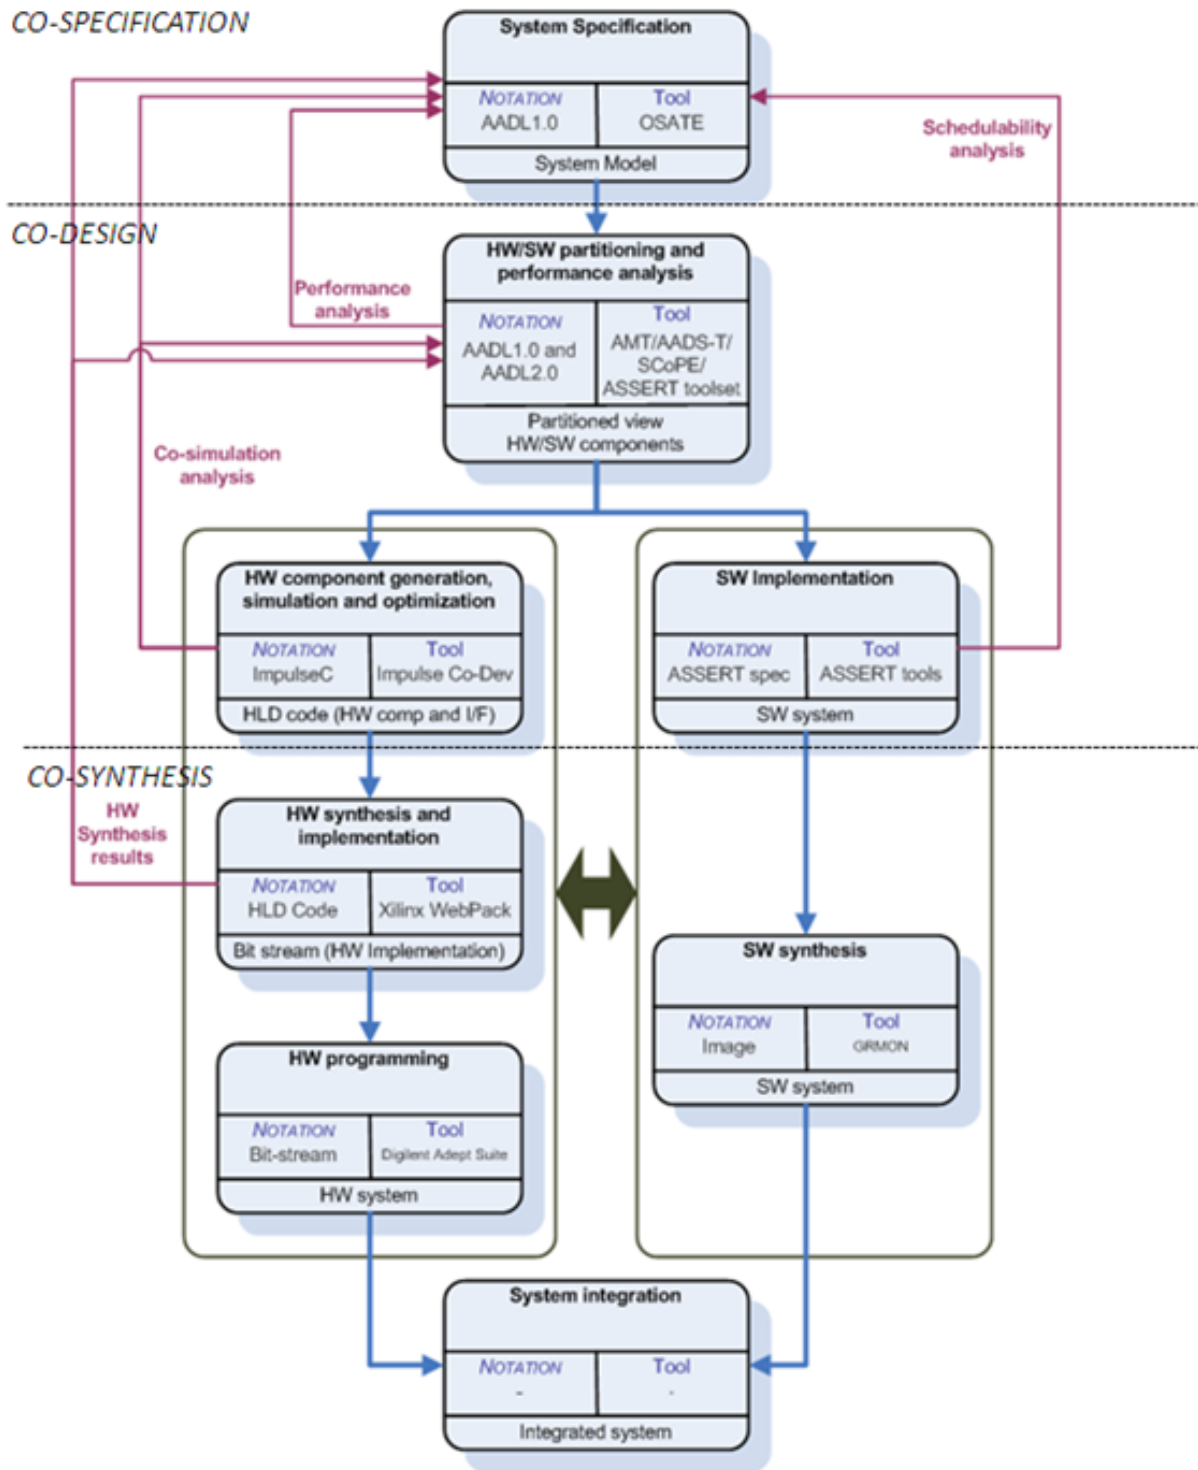 CO-SPECIFICATION
System Specification
NOTATION
AADL1.0
Tool
OSATE
System Model
Schedulability
analysis
CO-DESIGN
HW/SW partitioning and
performance analysis
NOTATION
AADL1.0 and
AADL2.0
Tool
AMT/AADS-T/
SCoPE/
ASSERT toolset
Partitioned view
HW/SW components
Performance
analysis
Co-simulation
analysis
HW component generation,
simulation and optimization
NOTATION
ImpulseC
Tool
Impulse Co-Dev
HLD code (HW comp and I/F)
SW Implementation
NOTATION
ASSERT spec
Tool
ASSERT tools
SW system
CO-SYNTHESIS
HW
Synthesis
results
HW synthesis and
implementation
NOTATION
HLD Code
Tool
Xilinx WebPack
Bit stream (HW Implementation)
SW synthesis
NOTATION
Image
Tool
GRMON
SW system
HW programming
NOTATION
Bit-stream
Tool
Digilent Adept Suite
HW system
System integration
NOTATION
-
Tool
-
Integrated system